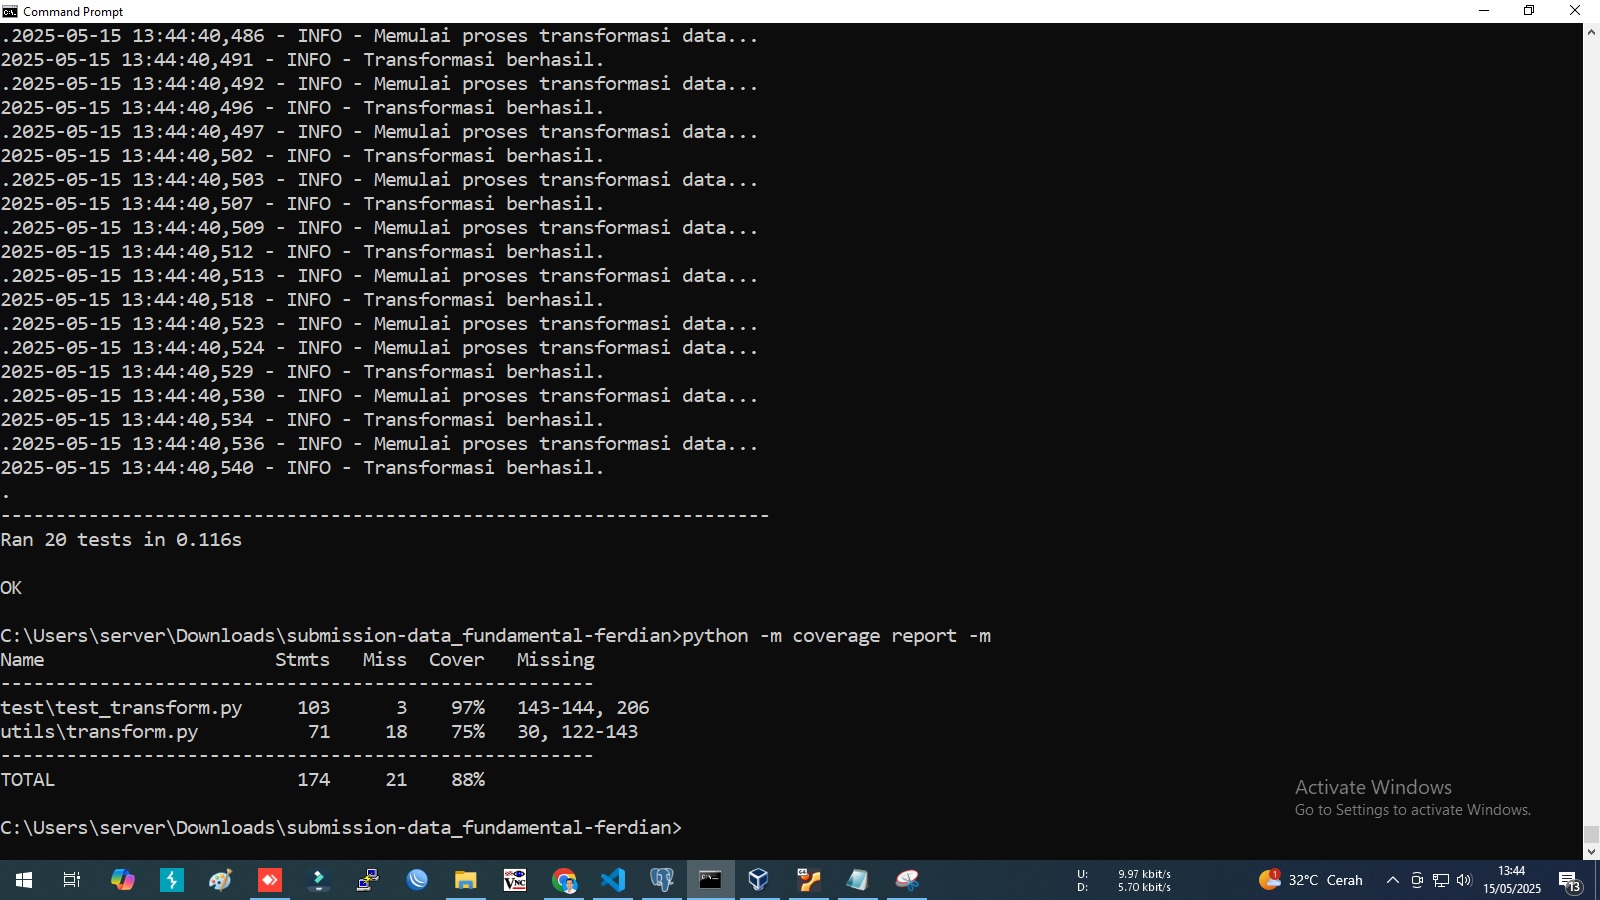 Command Prompt
.2025-05-15 13:44:40,486 - INFO - Memulai proses transformasi data...
2025-05-15 13:44:40,491 - INFO - Transformasi berhasil.
.2025-05-15 13:44:40,492 - INFO - Memulai proses transformasi data...
2025-05-15 13:44:40,496 - INFO - Transformasi berhasil.
.2025-05-15 13:44:40,497 - INFO - Memulai proses transformasi data...
2025-05-15 13:44:40,502 - INFO - Transformasi berhasil.
.2025-05-15 13:44:40,503 - INFO - Memulai proses transformasi data...
2025-05-15 13:44:40,507 - INFO - Transformasi berhasil.
.2025-05-15 13:44:40,509 - INFO - Memulai proses transformasi data...
2025-05-15 13:44:40,512 - INFO - Transformasi berhasil.
.2025-05-15 13:44:40,513 - INFO - Memulai proses transformasi data...
2025-05-15 13:44:40,518 - INFO - Transformasi berhasil.
.2025-05-15 13:44:40,523 - INFO - Memulai proses transformasi data...
.2025-05-15 13:44:40,524 - INFO - Memulai proses transformasi data...
2025-05-15 13:44:40,529 - INFO - Transformasi berhasil.
.2025-05-15 13:44:40,530 - INFO - Memulai proses transformasi data...
2025-05-15 13:44:40,534 - INFO - Transformasi berhasil.
.2025-05-15 13:44:40,536 - INFO - Memulai proses transformasi data...
2025-05-15 13:44:40,540 - INFO - Transformasi berhasil.
.
----------------------------------------------------------------------
Ran 20 tests in 0.116s
OK
C:\Users\server\Downloads\submission-data_fundamental-ferdian>python -m coverage report -m
Name                     Stmts   Miss  Cover   Missing
------------------------------------------------------
test\test_transform.py     103      3    97%   143-144, 206
utils\transform.py          71     18    75%   30, 122-143
------------------------------------------------------
TOTAL                      174     21    88%
C:\Users\server\Downloads\submission-data_fundamental-ferdian>
Activate Windows
Go to Settings to activate Windows.
U: 9.97 kbit/s
D: 5.70 kbit/s
32°C Cerah
13:44
15/05/2025
13